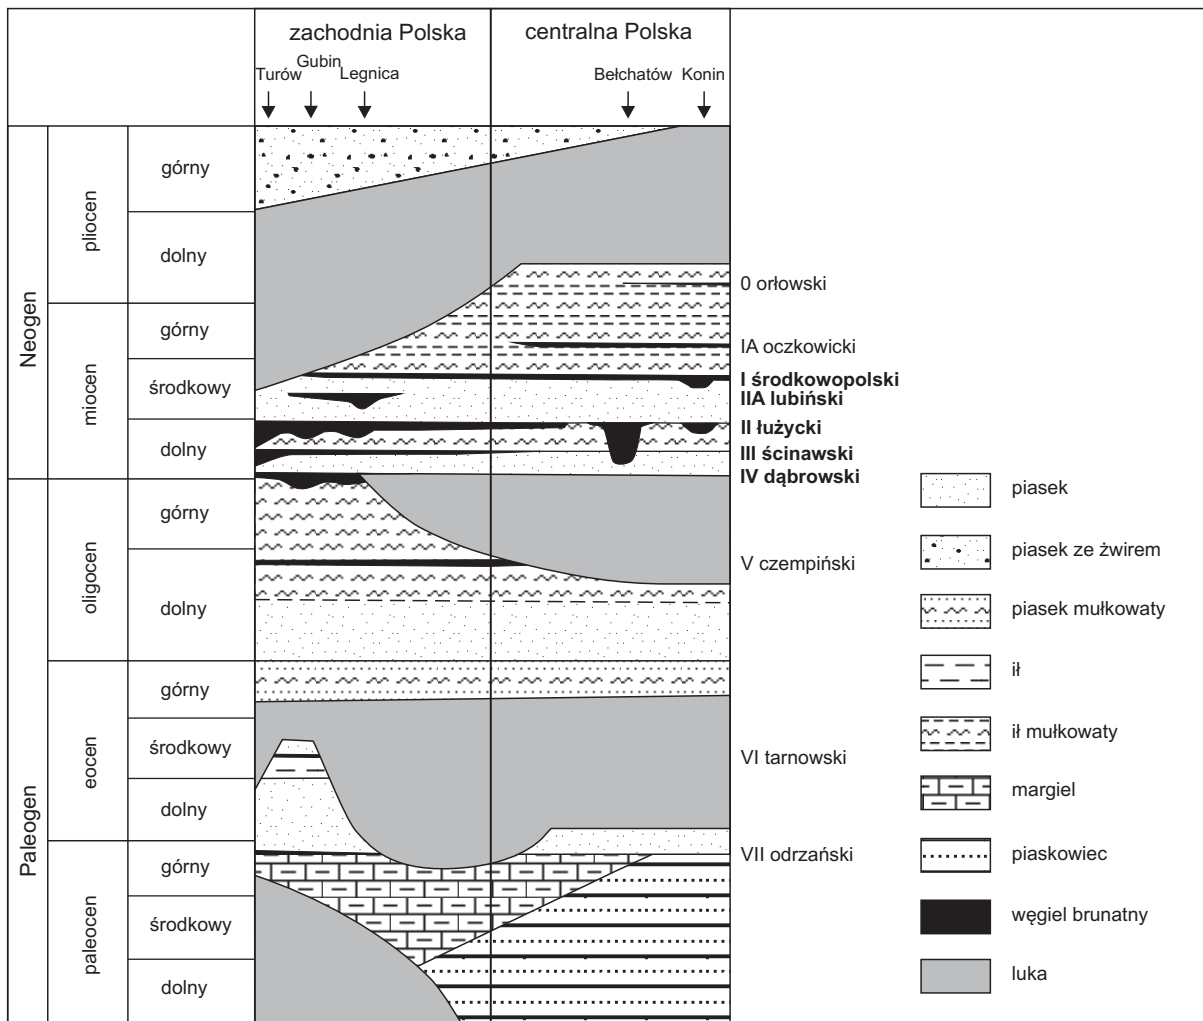 zachodnia Polska
centralna Polska
Turów
Gubin
Legnica
Bełchatów
Konin
Neogen
pliocen
górny
dolny
miocen
górny
środkowy
dolny
Paleogen
oligocen
górny
dolny
eocen
górny
środkowy
dolny
paleocen
górny
środkowy
dolny
0 orłowski
IA oczkowicki
I środkowopolski
IIA lubiński
II łużycki
III ścinawski
IV dąbrowski
V czempiński
VI tarnowski
VII odrzański
piasek
piasek ze żwirem
piasek mułkowaty
ił
ił mułkowaty
margiel
piaskowiec
węgiel brunatny
luka